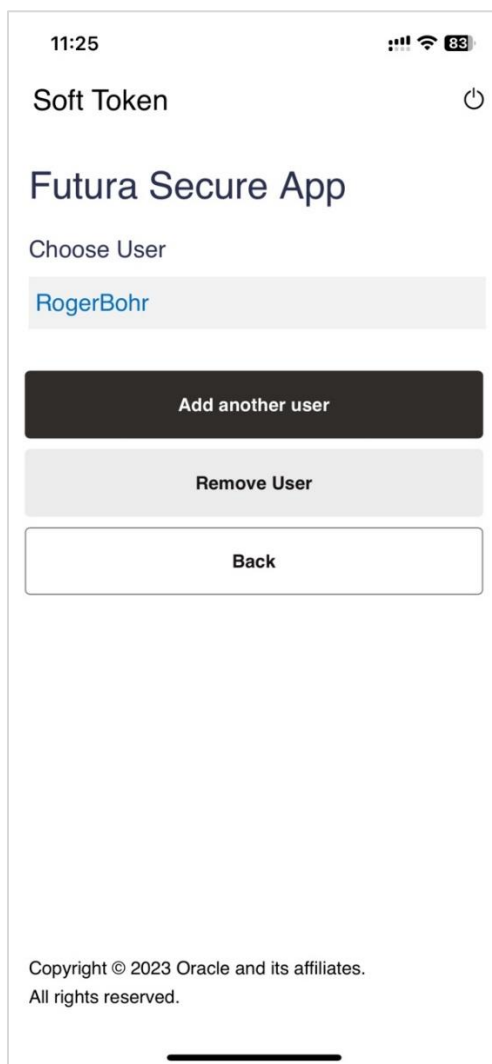 11:25
83
Soft Token
Futura Secure App
Choose User
RogerBohr
Add another user
Remove User
Back
Copyright © 2023 Oracle and its affiliates.
All rights reserved.